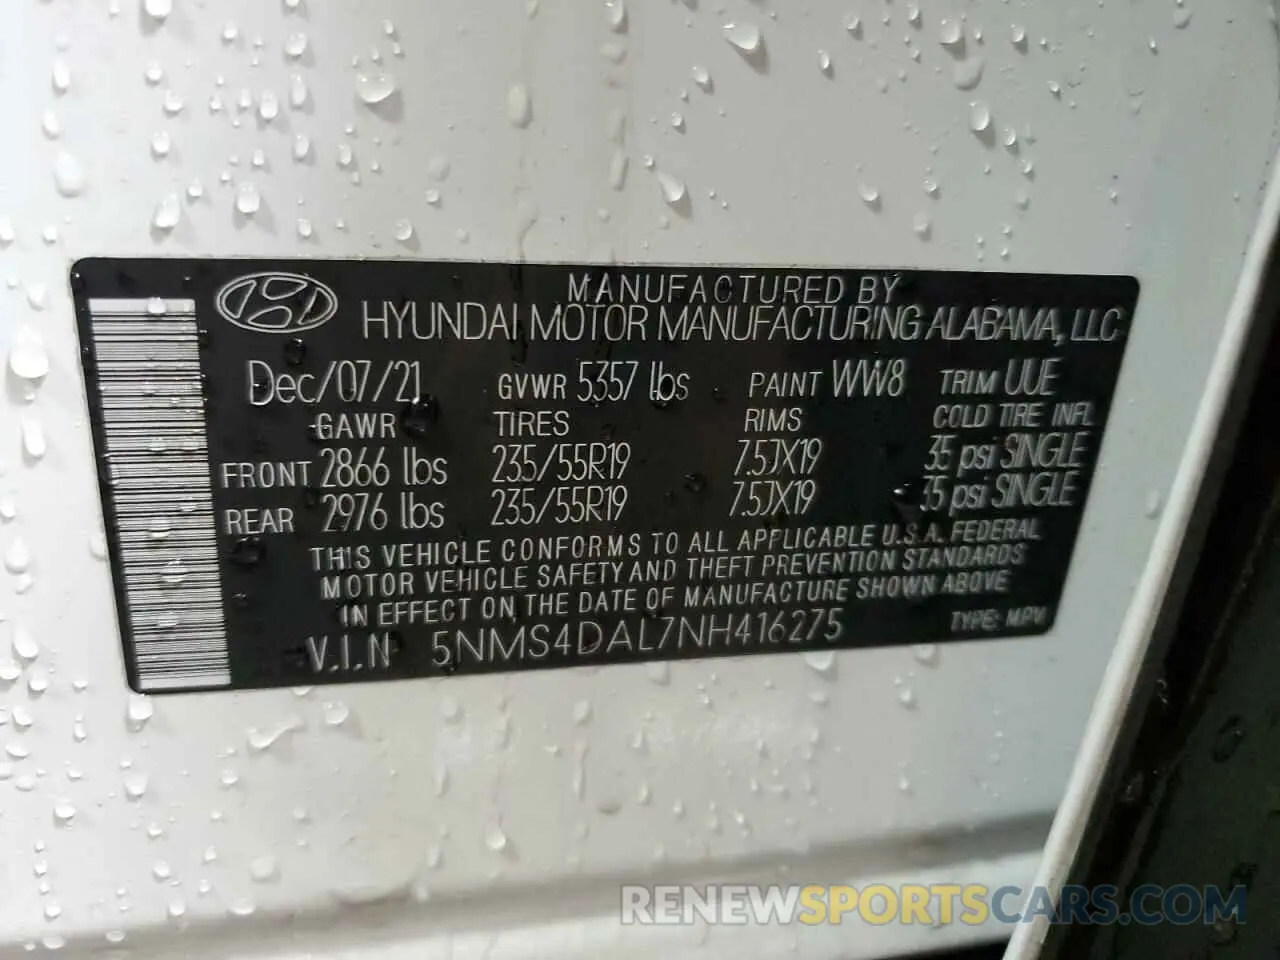 MANUFACTURED BY
HYUNDAI MOTOR MANUFACTURING ALABAMA, LLC
Dec/07/21 GVWR 5357 lbs PAINT WW8 TRIM UUE
GAWR TIRES RIMS COLD TIRE INFL
FRONT 2866 lbs 235/55R19 7.5JX19 35 psi SINGLE
REAR 2976 lbs 235/55R19 7.5JX19 35 psi SINGLE
THIS VEHICLE CONFORMS TO ALL APPLICABLE U.S.A. FEDERAL
MOTOR VEHICLE SAFETY AND THEFT PREVENTION STANDARDS
IN EFFECT ON THE DATE OF MANUFACTURE SHOWN ABOVE
V.I.N 5NMS4DAL7NH416275 TYPE: MPV
RENEWSPORTSCARS.COM